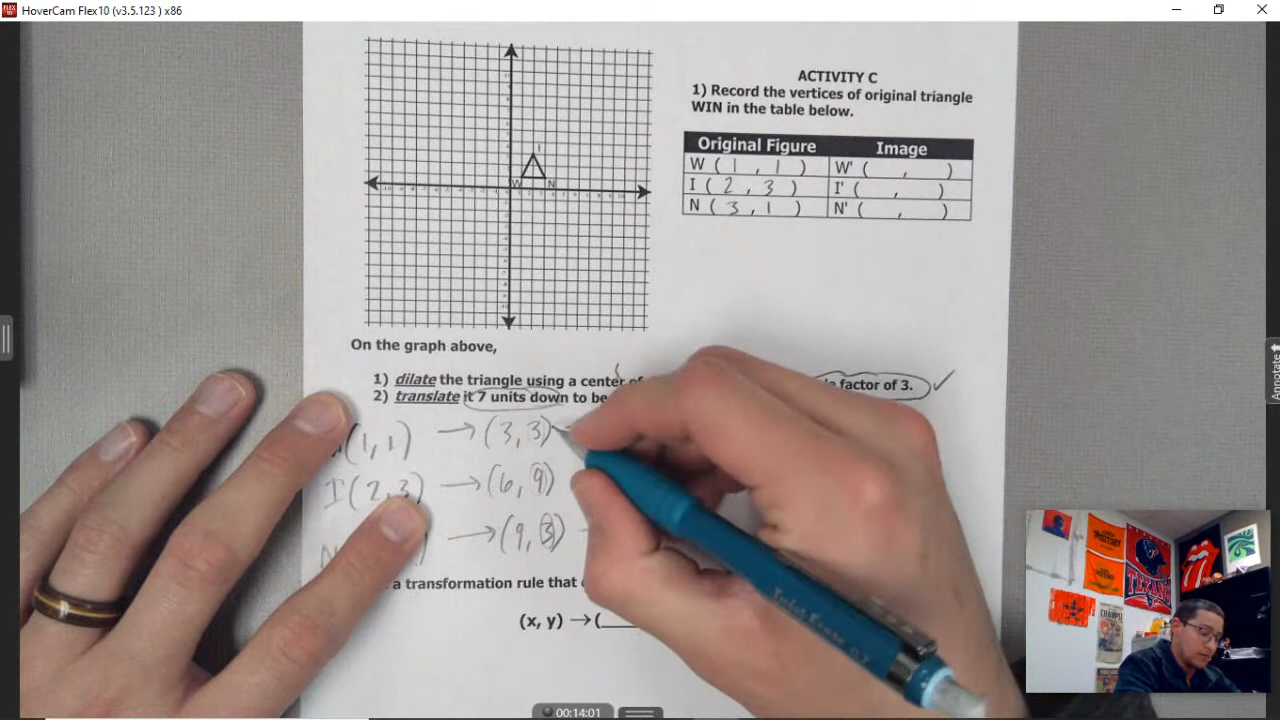 HoverCam Flex10 (v3.5.123 ) x86
ACTIVITY C
1) Record the vertices of original triangle
WIN in the table below.
Original Figure Image
W ( 1 , 1 ) W' ( , )
I ( 2 , 3 ) I' ( , )
N ( 3 , 1 ) N' ( , )
I
W N
On the graph above,
1) dilate the triangle using a center of factor of 3.
2) translate it 7 units down to be
(1, 1) → (3, 3)
I (2, 3) → (6, 9)
→ (9, 3)
a transformation rule that
(x, y) → (
TEXANS
Annotate
00:14:01